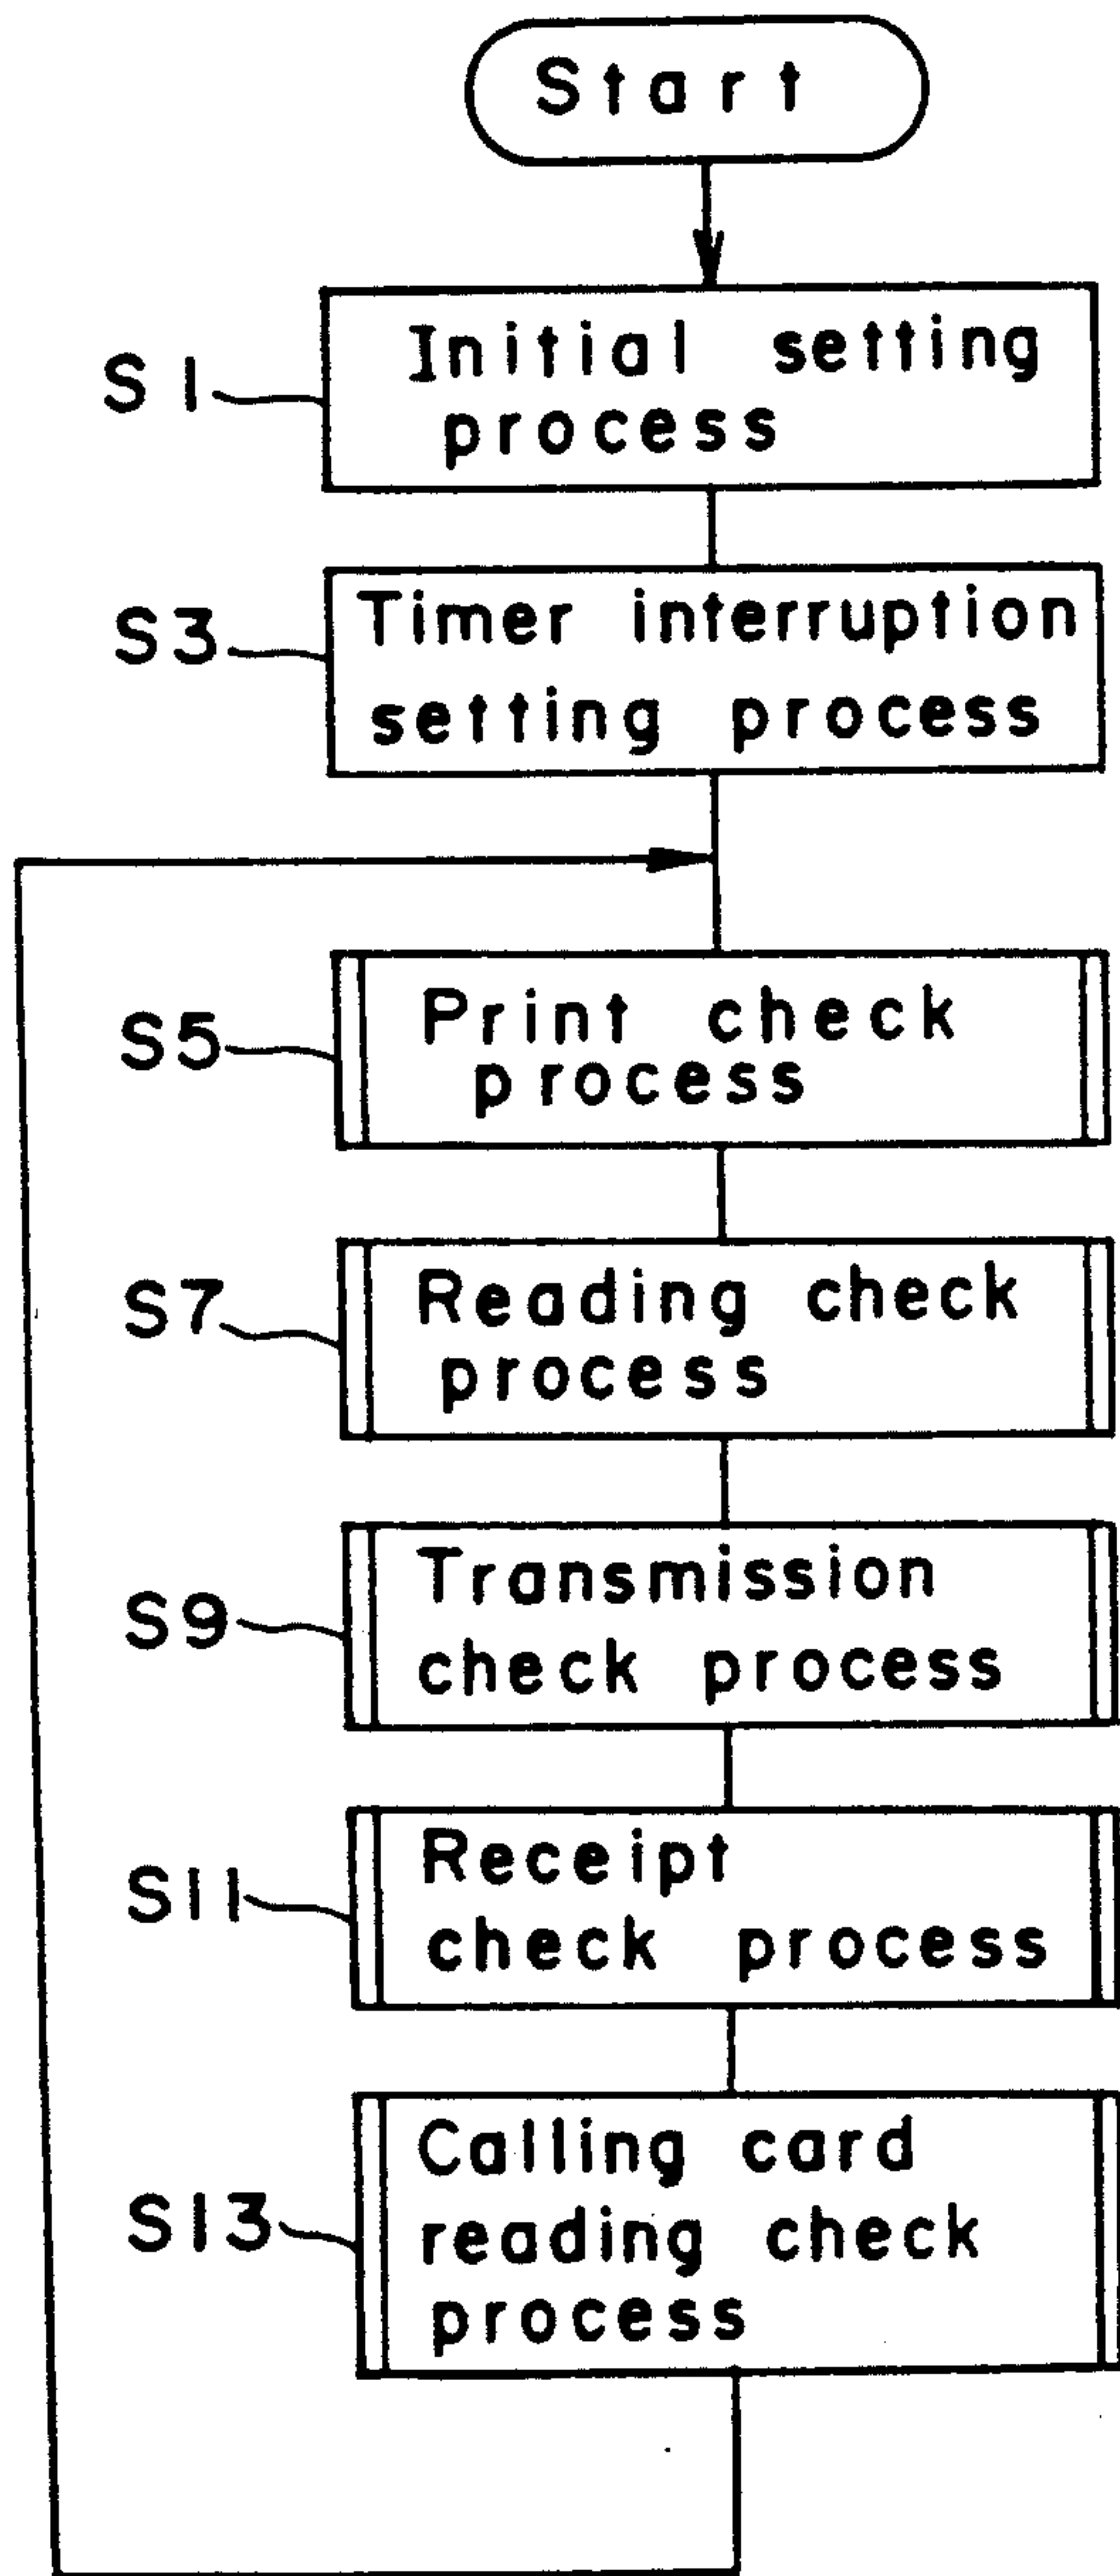 Start
S1
Initial setting
process
S3
Timer interruption
setting process
S5
Print check
process
S7
Reading check
process
S9
Transmission
check process
S11
Receipt
check process
S13
Calling card
reading check
process